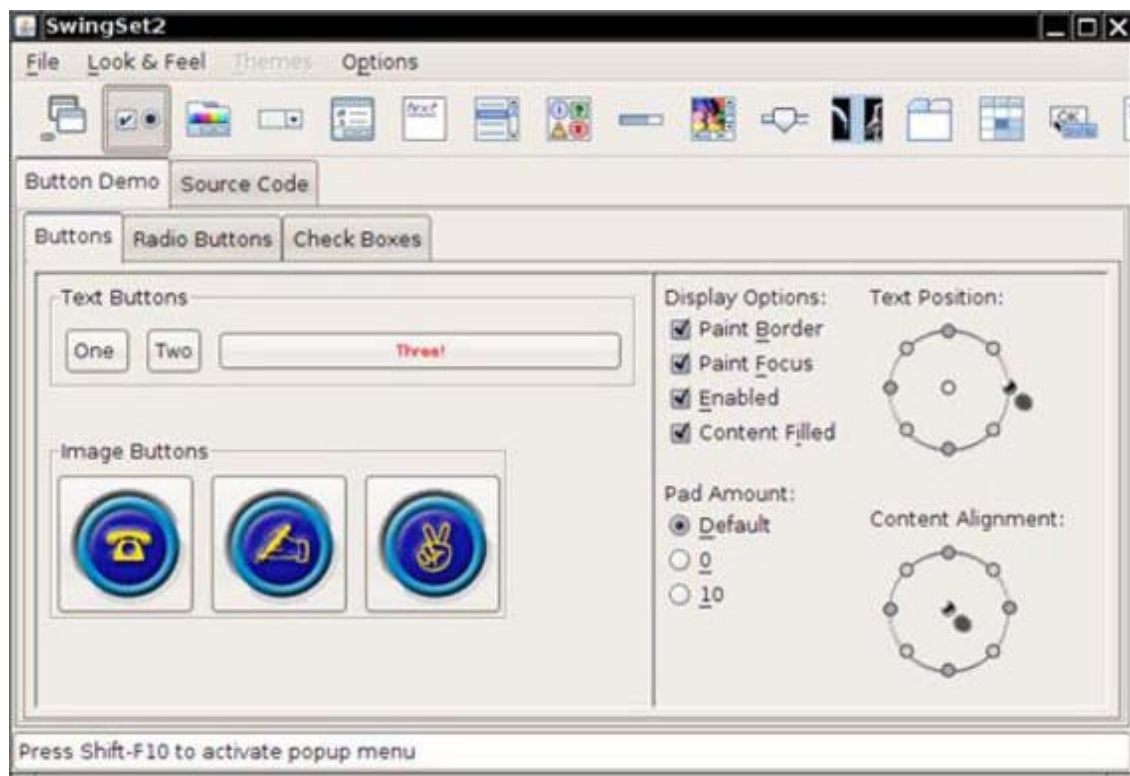 SwingSet2
File Look & Feel Themes Options
text
OK
Button Demo Source Code
Buttons Radio Buttons Check Boxes
Text Buttons
One Two Three!
Image Buttons
Display Options:
Paint Border
Paint Focus
Enabled
Content Filled
Pad Amount:
Default
0
10
Text Position:
Content Alignment:
Press Shift-F10 to activate popup menu